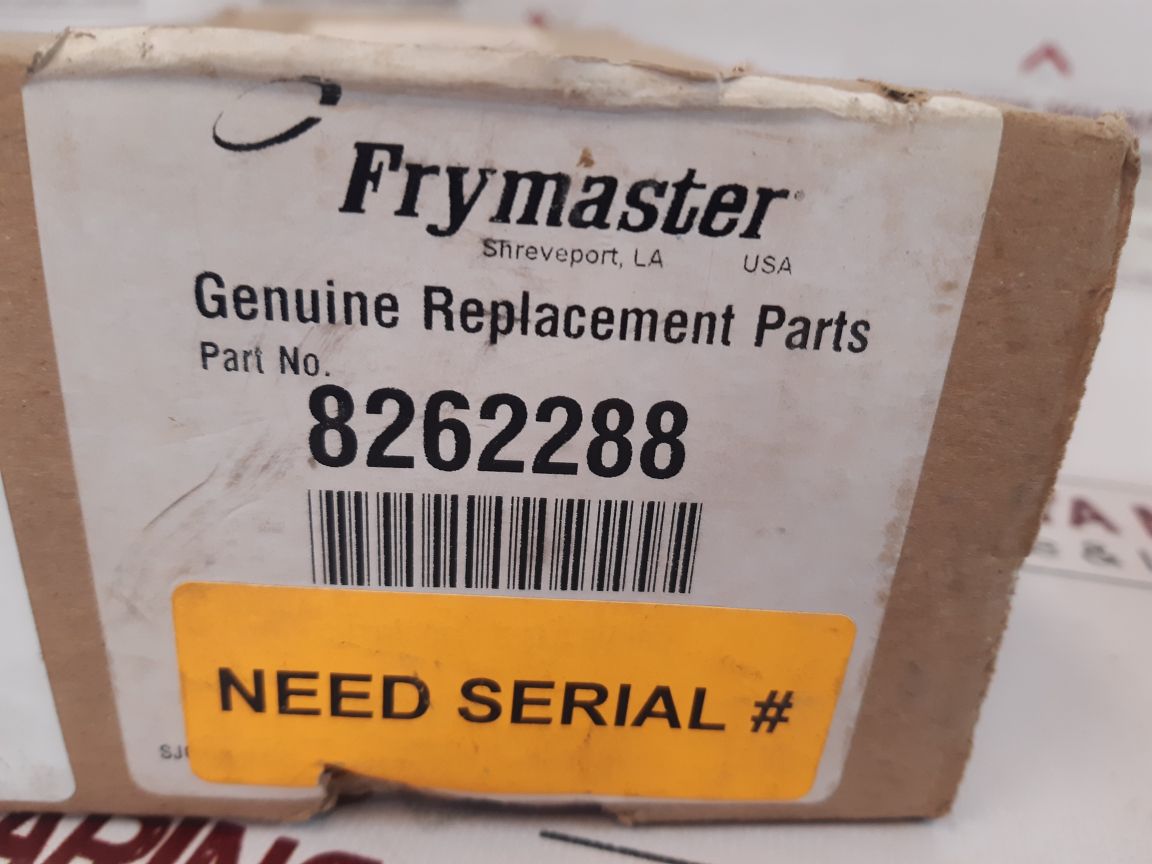 Frymaster
Shreveport, LA USA
Genuine Replacement Parts
Part No.
8262288
NEED SERIAL #